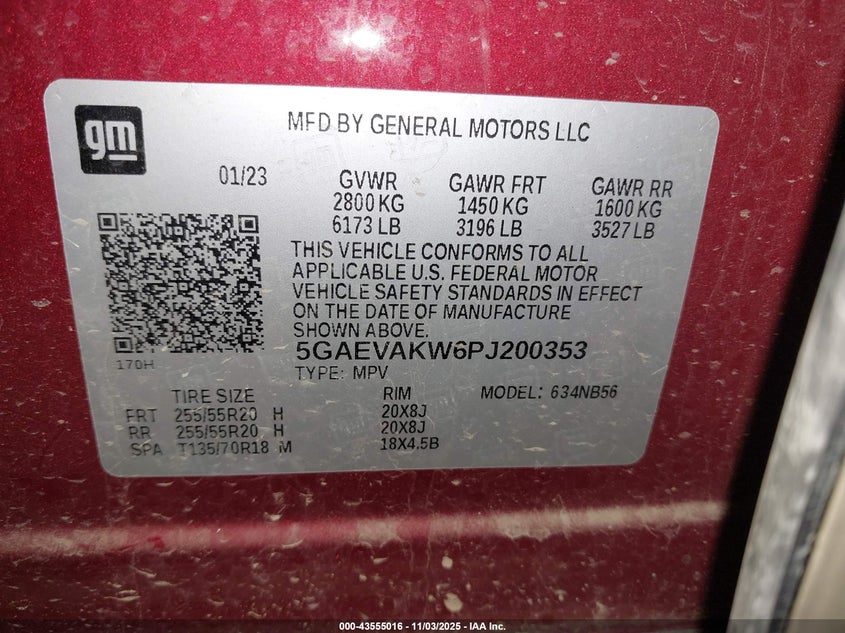 gm
MFD BY GENERAL MOTORS LLC
01/23 GVWR GAWR FRT GAWR RR
2800 KG 1450 KG 1600 KG
6173 LB 3196 LB 3527 LB
THIS VEHICLE CONFORMS TO ALL
APPLICABLE U.S. FEDERAL MOTOR
VEHICLE SAFETY STANDARDS IN EFFECT
ON THE DATE OF MANUFACTURE
SHOWN ABOVE.
5GAEVAKW6PJ200353
170H
TYPE: MPV
TIRE SIZE RIM MODEL: 634NB56
FRT 255/55R20 H 20X8J
RR 255/55R20 H 20X8J
SPA T135/70R18 M 18X4.5B
000-43555016 - 11/03/2025 - IAA Inc.